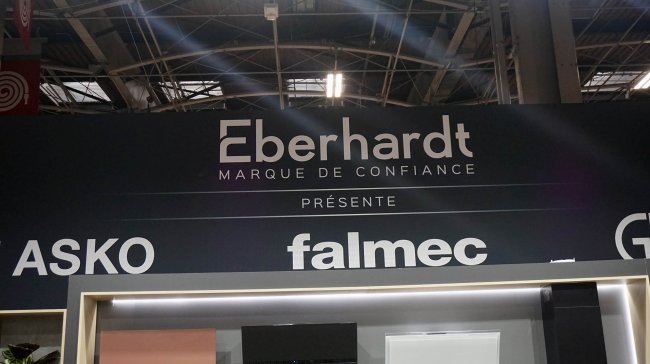 Eberhardt
MARQUE DE CONFIANCE
PRÉSENTE
ASKO
falmec